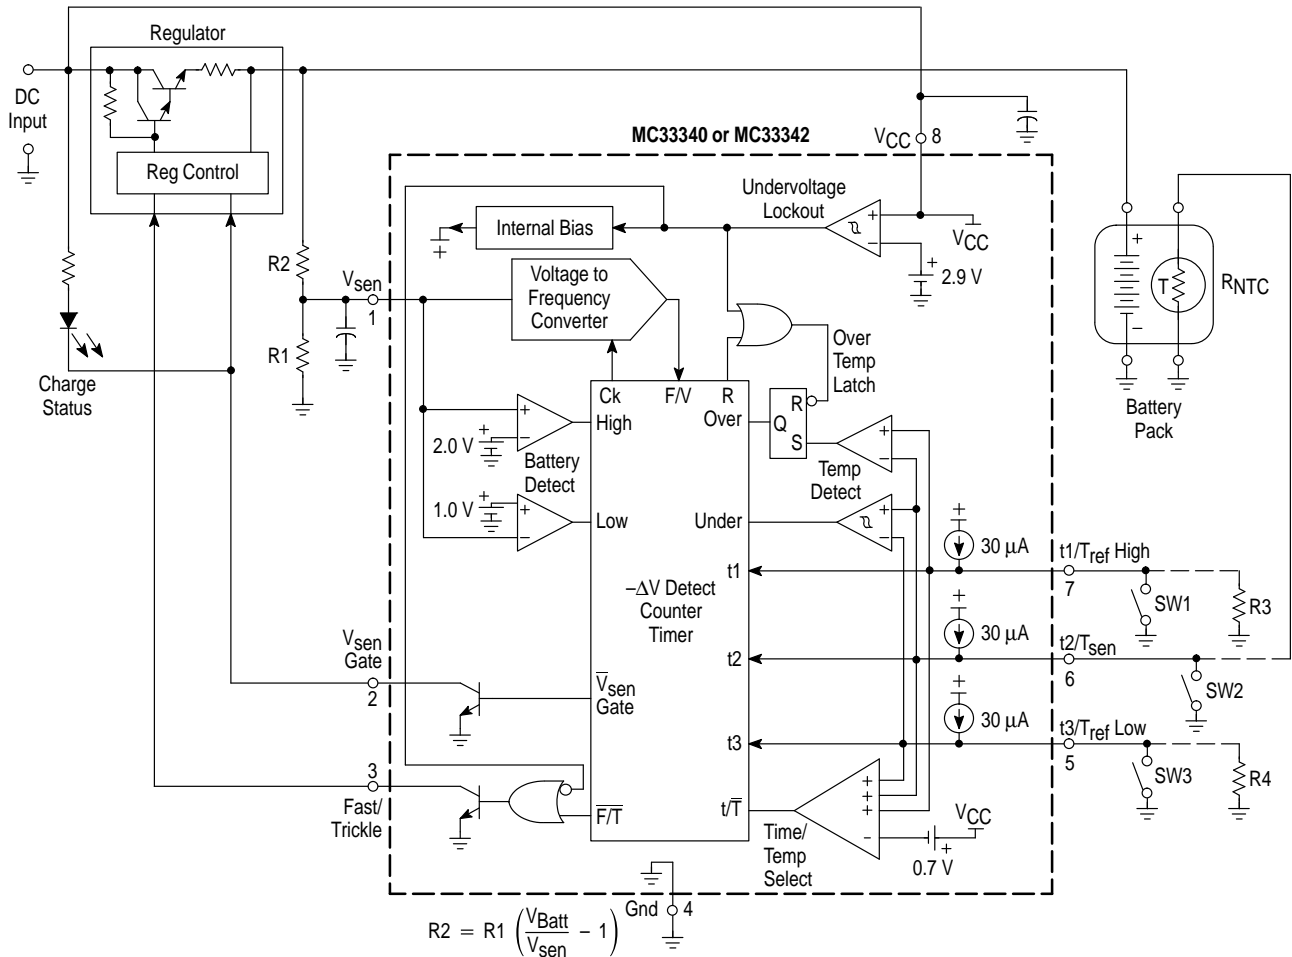 Regulator
DC
Input
Reg Control
MC33340 or MC33342
VCC 8
Undervoltage
Lockout
+
−
VCC
+
2.9 V
Internal Bias
+
R2
Vsen
1
Voltage to
Frequency
Converter
R1
Charge
Status
Over
Temp
Latch
+
−
T
RNTC
Battery
Pack
Ck
F/V
R
Over
High
Low
Under
+
2.0 V
+
−
Battery
Detect
+
1.0 V
+
−
R
Q
S
+
−
Temp
Detect
+
−
+
30 μA
t1/Tref High
7
SW1
R3
t1
−ΔV Detect
Counter
Timer
+
30 μA
t2/Tsen
6
SW2
t2
Vsen
Gate
2
V̅sen
Gate
+
30 μA
t3/Tref Low
5
SW3
R4
t3
3
Fast/
Trickle
F̅/̅T̅
t/T̅
+
+
+
−
VCC
+
0.7 V
Time/
Temp
Select
Gnd 4
R2 = R1 (VBatt/Vsen − 1)